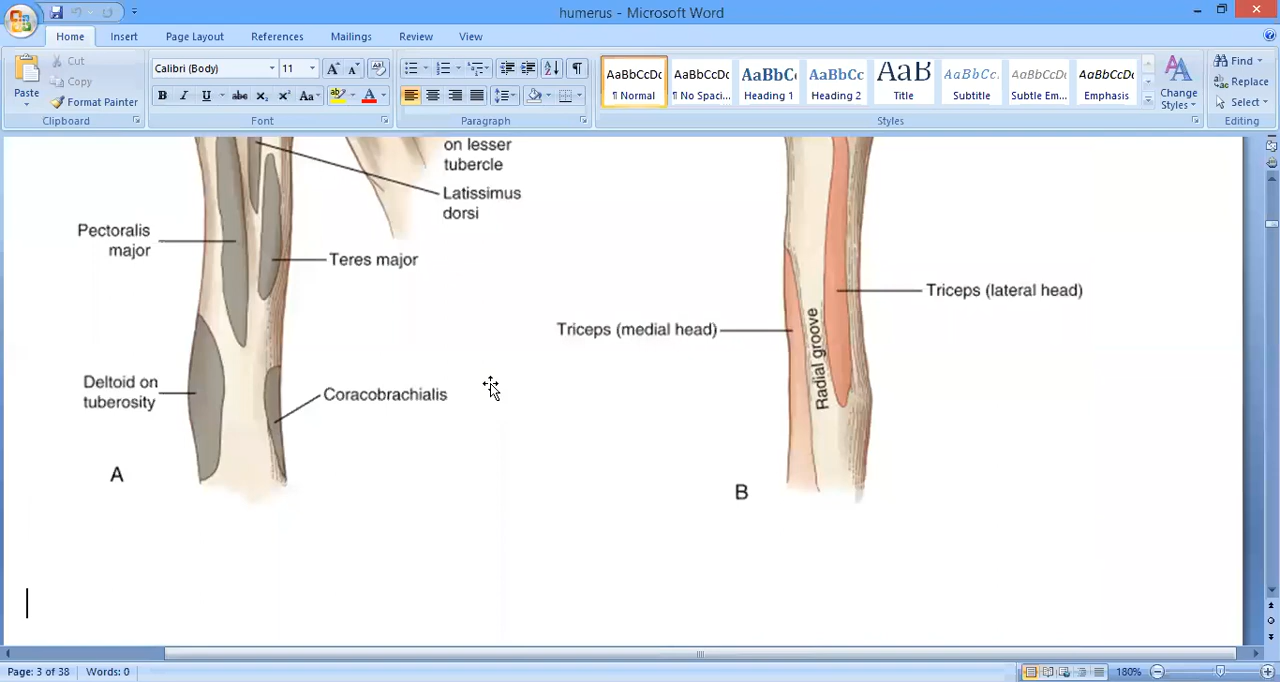 humerus - Microsoft Word
Home Insert Page Layout References Mailings Review View
Paste
Cut
Copy
Format Painter
Clipboard
Calibri (Body) 11
Font
Paragraph
AaBbCcDc AaBbCcDc AaBbC AaBbCc AaB AaBbCc. AaBbCcDc AaBbCcDc
¶ Normal ¶ No Spaci... Heading 1 Heading 2 Title Subtitle Subtle Em... Emphasis
Styles
Change
Styles
Find
Replace
Select
Editing
on lesser
tubercle
Latissimus
dorsi
Pectoralis
major
Teres major
Deltoid on
tuberosity
Coracobrachialis
A
Triceps (lateral head)
Triceps (medial head)
Radial groove
B
Page: 3 of 38 Words: 0
180%